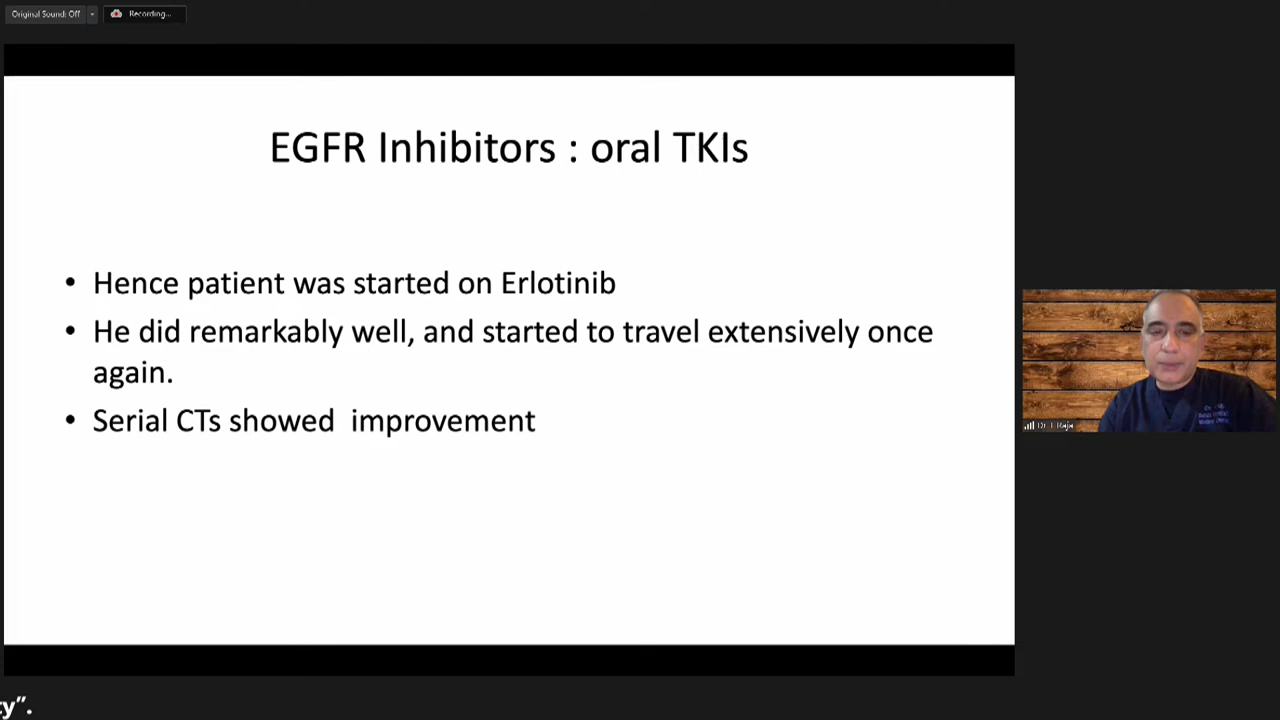 Original Sound: Off
Recording...
EGFR Inhibitors : oral TKIs
• Hence patient was started on Erlotinib
• He did remarkably well, and started to travel extensively once
again.
• Serial CTs showed improvement
Raja